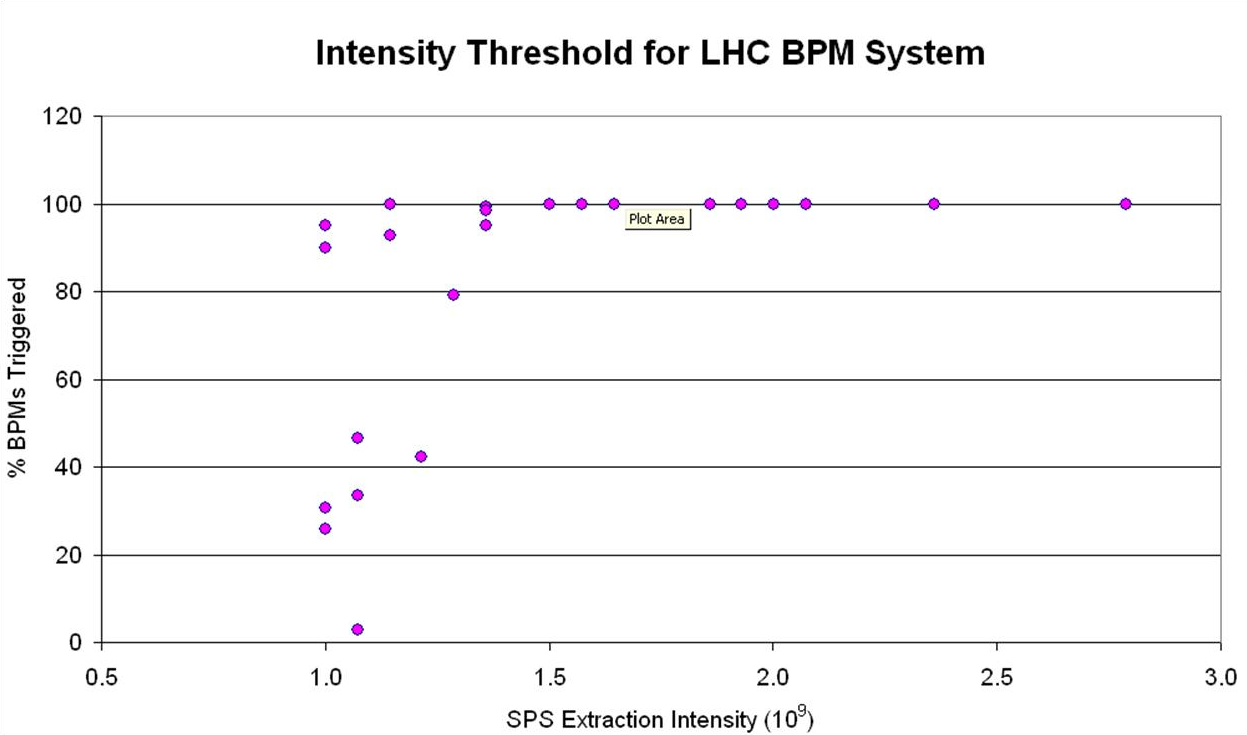 Intensity Threshold for LHC BPM System
120
100
Plot Area
80
60
40
20
0
% BPMs Triggered
0.5 1.0 1.5 2.0 2.5 3.0
SPS Extraction Intensity (10⁹)